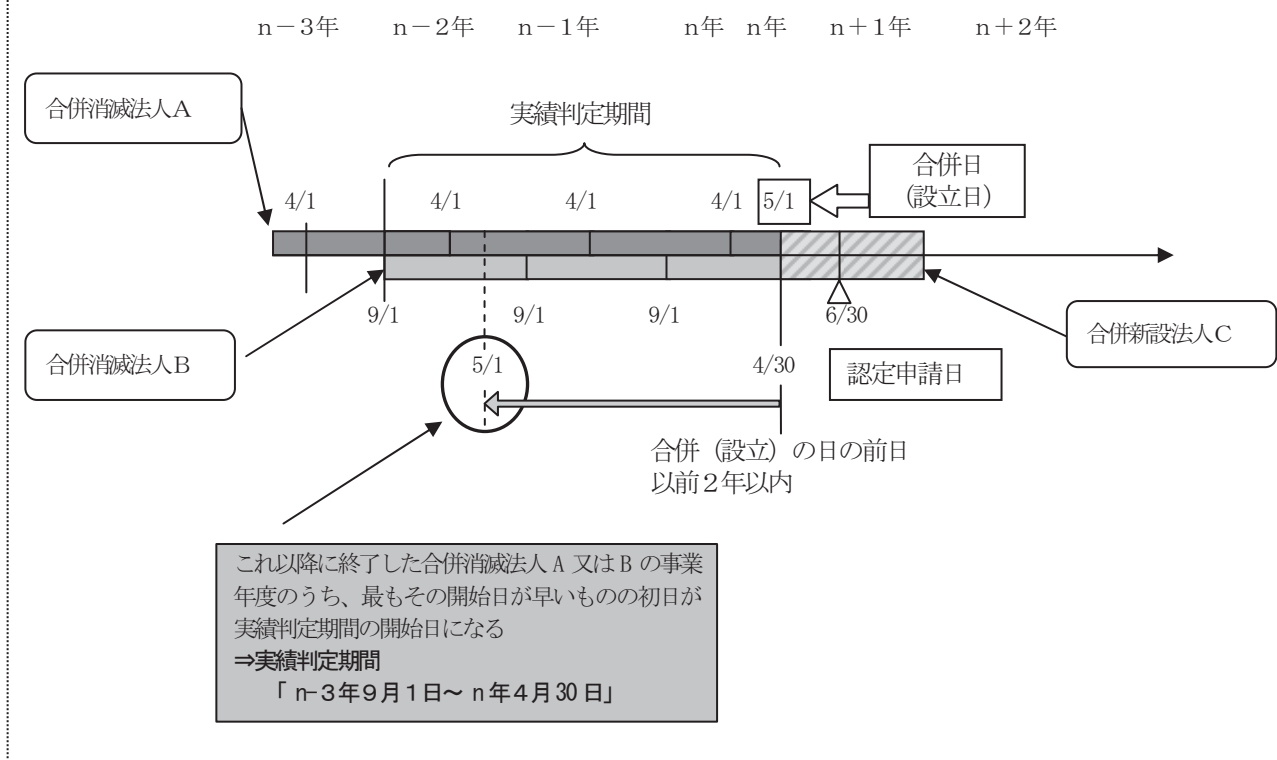 n－3年 n－2年 n－1年 n年 n年 n＋1年 n＋2年
合併消滅法人A
実績判定期間
合併日
（設立日）
4/1 4/1 4/1 4/1 5/1
9/1 9/1 9/1 6/30
合併消滅法人B
合併新設法人C
5/1 4/30
認定申請日
合併（設立）の日の前日
以前2年以内
これ以降に終了した合併消滅法人 A 又は B の事業
年度のうち、最もその開始日が早いものの初日が
実績判定期間の開始日になる
⇒実績判定期間
「 n-３年９月１日～ n 年４月 30 日」